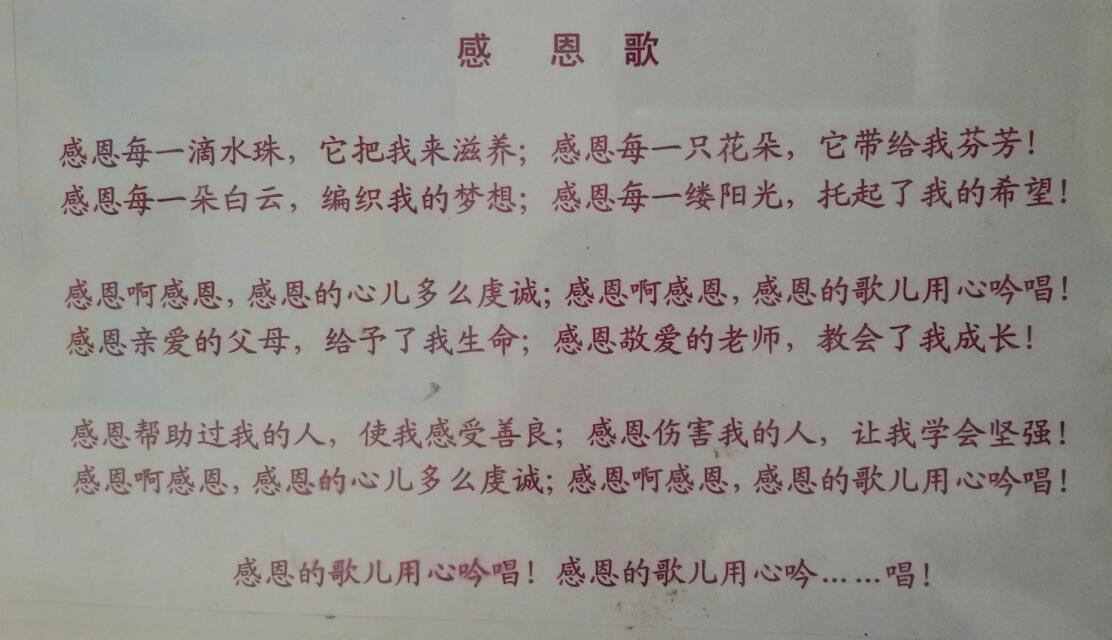 感 恩 歌
感恩每一滴水珠，它把我来滋养；感恩每一只花朵，它带给我芬芳！
感恩每一朵白云，编织我的梦想；感恩每一缕阳光，托起了我的希望！
感恩啊感恩，感恩的心儿多么虔诚；感恩啊感恩，感恩的歌儿用心吟唱！
感恩亲爱的父母，给予了我生命；感恩敬爱的老师，教会了我成长！
感恩帮助过我的人，使我感受善良；感恩伤害我的人，让我学会坚强！
感恩啊感恩，感恩的心儿多么虔诚；感恩啊感恩，感恩的歌儿用心吟唱！
感恩的歌儿用心吟唱！感恩的歌儿用心吟……唱！